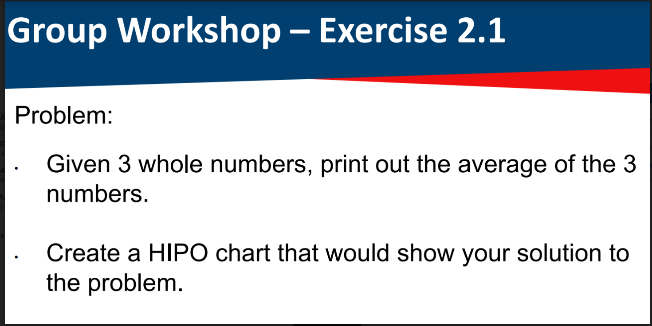 Group Workshop – Exercise 2.1
Problem:
· Given 3 whole numbers, print out the average of the 3
numbers.
· Create a HIPO chart that would show your solution to
the problem.